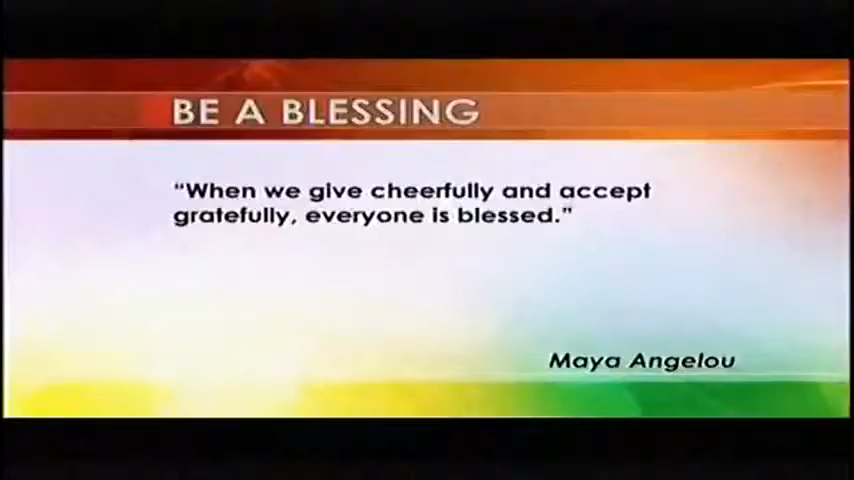 BE A BLESSING
“When we give cheerfully and accept
gratefully, everyone is blessed.”
Maya Angelou